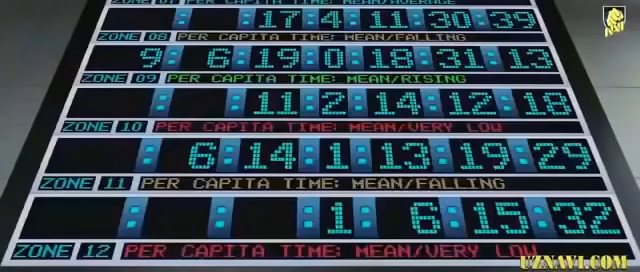 ZONE 07 PER CAPITA TIME: MEAN/AVERAGE
17:4:11:30:39
ZONE 08 PER CAPITA TIME: MEAN/FALLING
9:6:19:0:18:31:13
ZONE 09 PER CAPITA TIME: MEAN/RISING
11:2:14:12:18
ZONE 10 PER CAPITA TIME: MEAN/VERY LOW
6:14:1:13:19:29
ZONE 11 PER CAPITA TIME: MEAN/FALLING
1:6:15:32
ZONE 12 PER CAPITA TIME: MEAN/VERY LOW
UZNAVI.COM